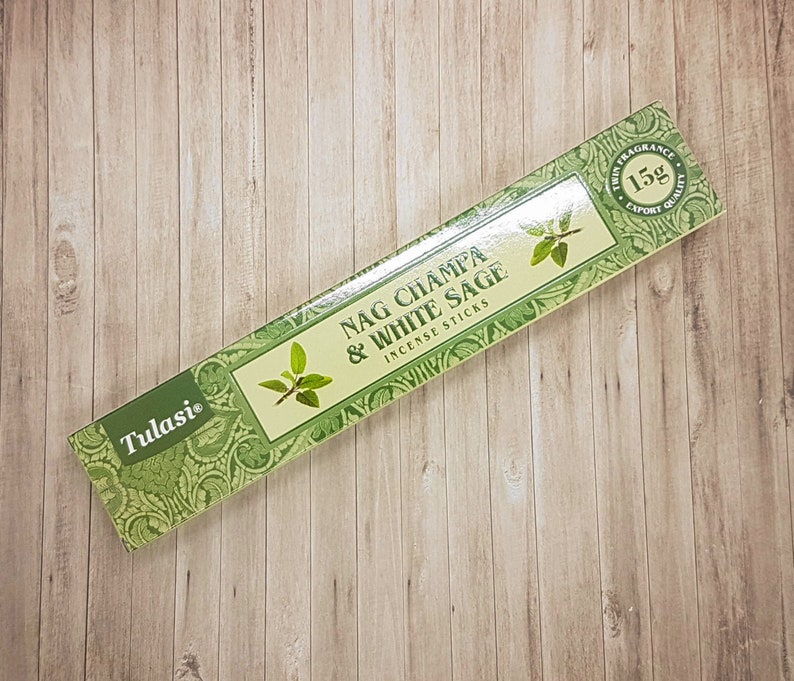 Tulasi®
NAG CHAMPA
& WHITE SAGE
INCENSE STICKS
TWIN FRAGRANCE
15g
• EXPORT QUALITY •